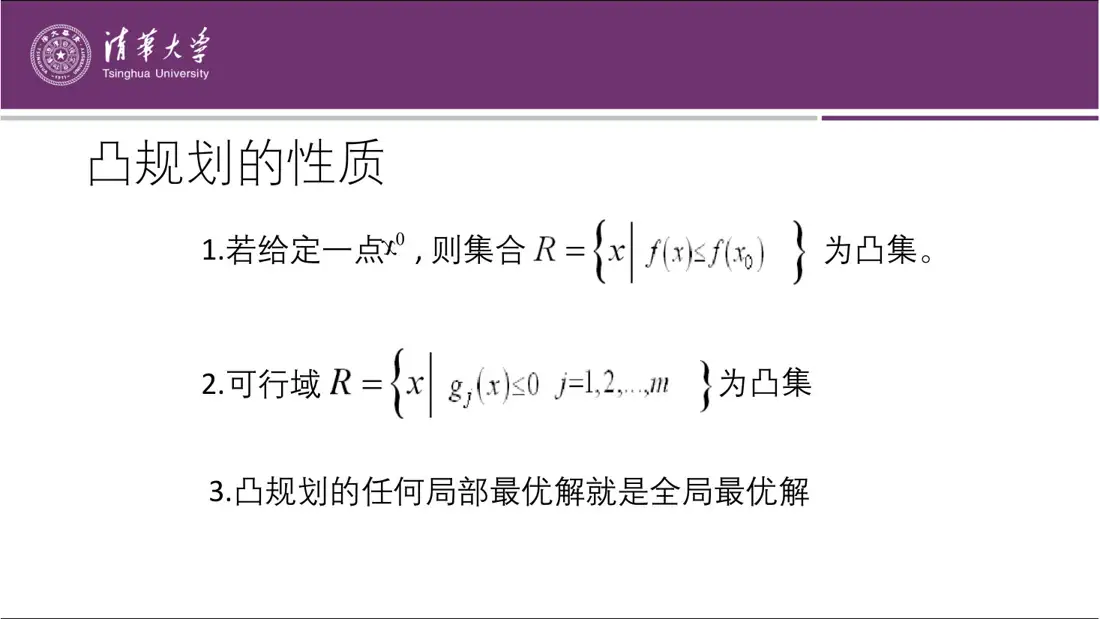 清华大学
Tsinghua University
凸规划的性质
1.若给定一点x⁰ , 则集合 R = { x | f(x)≤f(x₀) } 为凸集。
2.可行域 R = { x | gⱼ(x)≤0 j=1,2,...,m } 为凸集
3.凸规划的任何局部最优解就是全局最优解